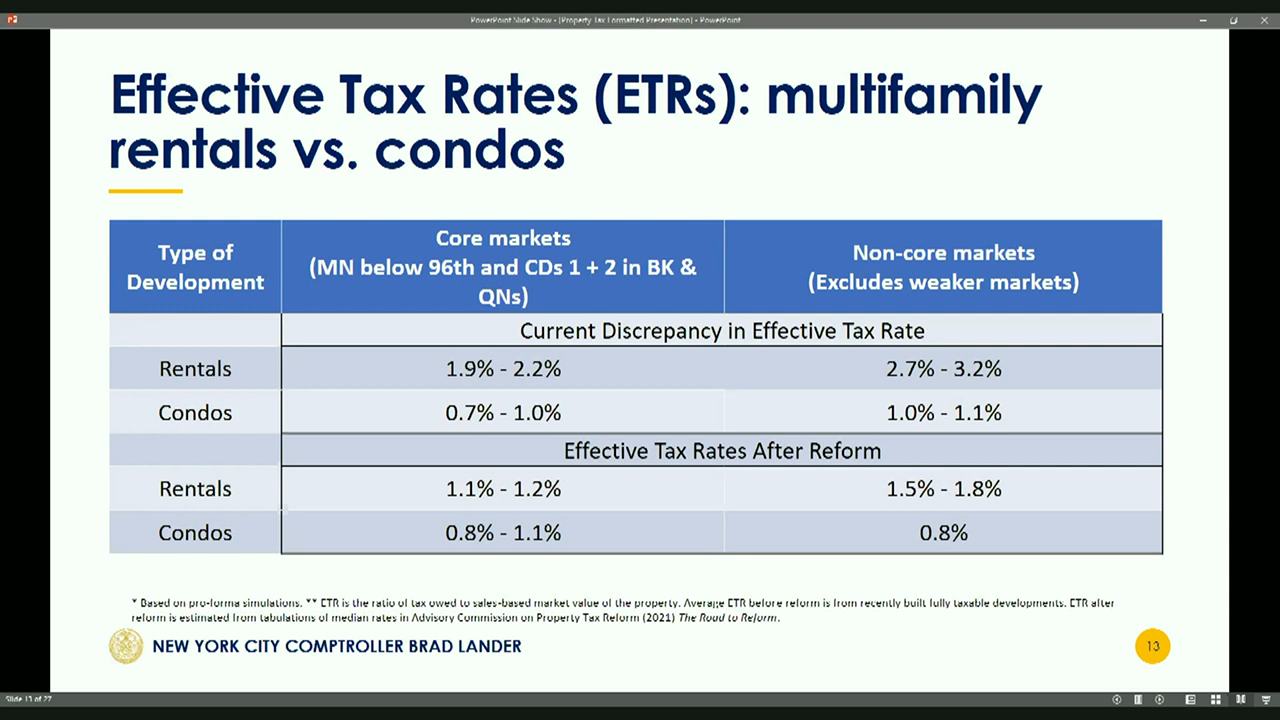 PowerPoint Slide Show - [Property Tax Formatted Presentation] - PowerPoint
Effective Tax Rates (ETRs): multifamily
rentals vs. condos
Type of
Development
Core markets
(MN below 96th and CDs 1 + 2 in BK &
QNs)
Non-core markets
(Excludes weaker markets)
Current Discrepancy in Effective Tax Rate
Rentals 1.9% - 2.2% 2.7% - 3.2%
Condos 0.7% - 1.0% 1.0% - 1.1%
Effective Tax Rates After Reform
Rentals 1.1% - 1.2% 1.5% - 1.8%
Condos 0.8% - 1.1% 0.8%
* Based on pro-forma simulations. ** ETR is the ratio of tax owed to sales-based market value of the property. Average ETR before reform is from recently built fully taxable developments. ETR after
reform is estimated from tabulations of median rates in Advisory Commission on Property Tax Reform (2021) The Road to Reform.
NEW YORK CITY COMPTROLLER BRAD LANDER
13
Slide 13 of 27